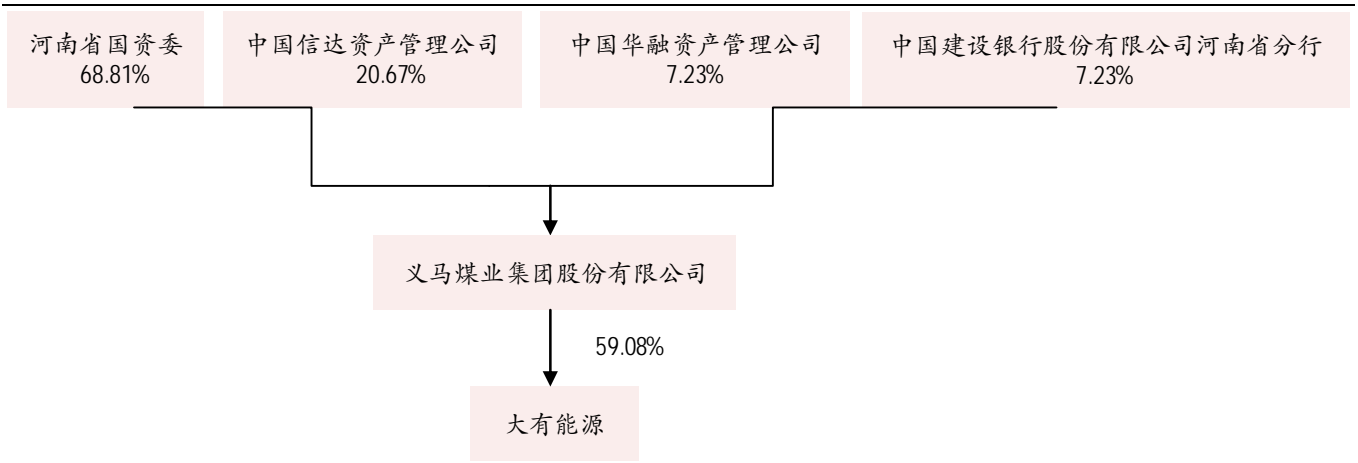 河南省国资委
68.81%
中国信达资产管理公司
20.67%
中国华融资产管理公司
7.23%
中国建设银行股份有限公司河南省分行
7.23%
义马煤业集团股份有限公司
59.08%
大有能源